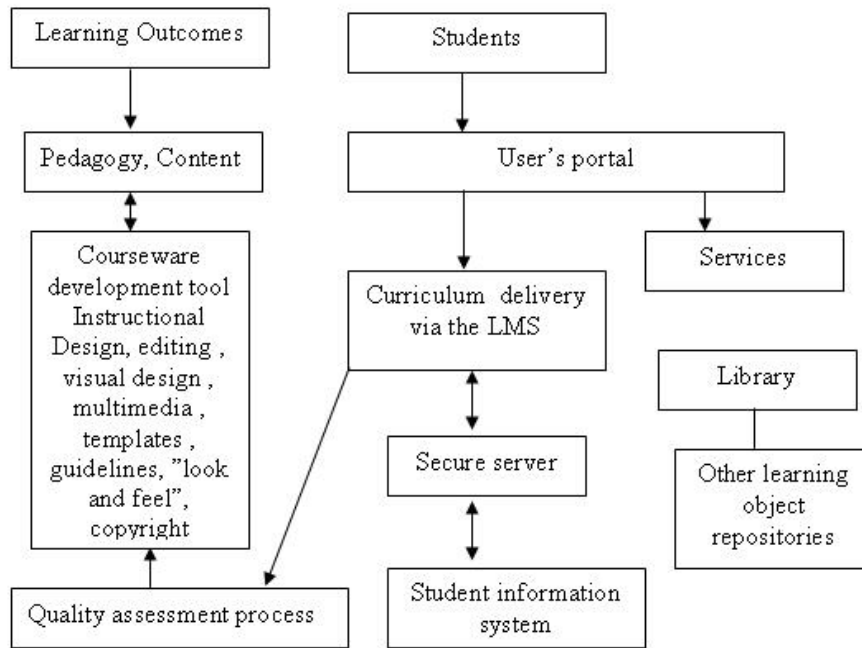 Learning Outcomes
Students
Pedagogy, Content
User's portal
Courseware
development tool
Instructional
Design, editing ,
visual design ,
multimedia ,
templates ,
guidelines, ”look
and feel”,
copyright
Services
Curriculum delivery
via the LMS
Library
Secure server
Other learning
object
repositories
Quality assessment process
Student information
system